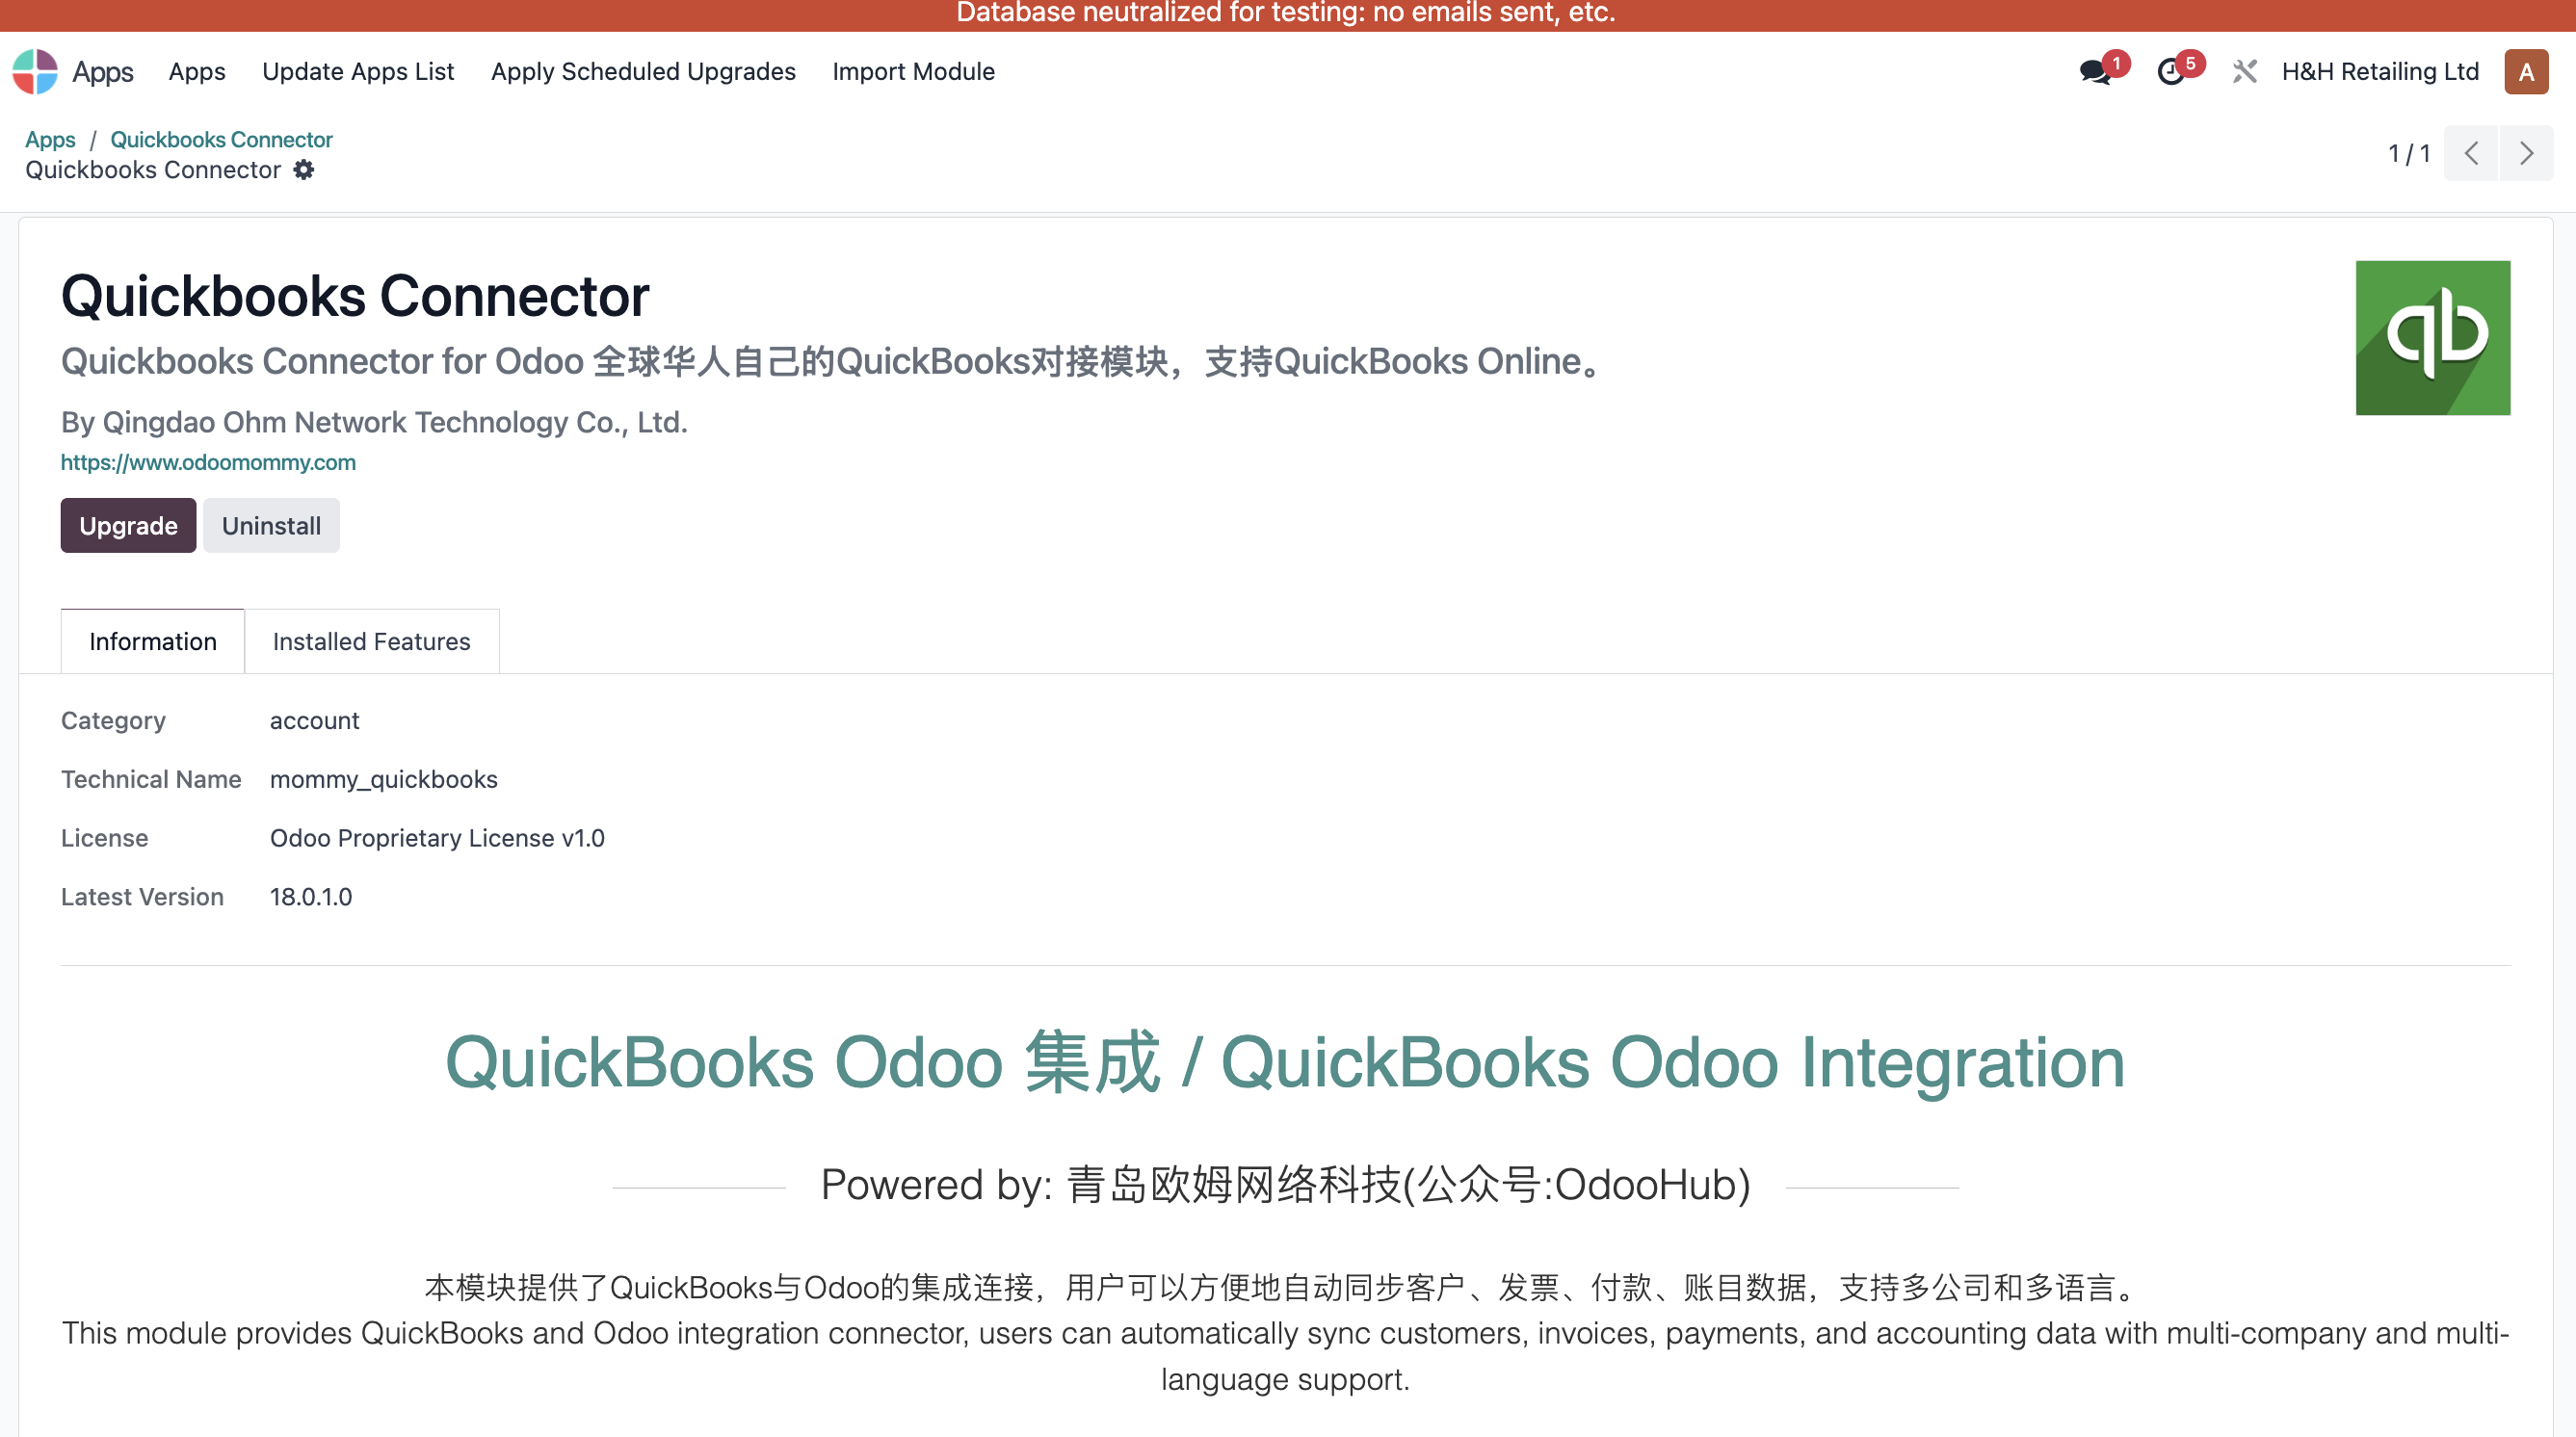 Database neutralized for testing: no emails sent, etc.
Apps Apps Update Apps List Apply Scheduled Upgrades Import Module 1 5 H&H Retailing Ltd A
Apps / Quickbooks Connector
Quickbooks Connector
1 / 1
Quickbooks Connector
Quickbooks Connector for Odoo 全球华人自己的QuickBooks对接模块，支持QuickBooks Online。
By Qingdao Ohm Network Technology Co., Ltd.
https://www.odoomommy.com
qb
Upgrade Uninstall
Information Installed Features
Category account
Technical Name mommy_quickbooks
License Odoo Proprietary License v1.0
Latest Version 18.0.1.0
QuickBooks Odoo 集成 / QuickBooks Odoo Integration
Powered by: 青岛欧姆网络科技(公众号:OdooHub)
本模块提供了QuickBooks与Odoo的集成连接，用户可以方便地自动同步客户、发票、付款、账目数据，支持多公司和多语言。
This module provides QuickBooks and Odoo integration connector, users can automatically sync customers, invoices, payments, and accounting data with multi-company and multi-
language support.